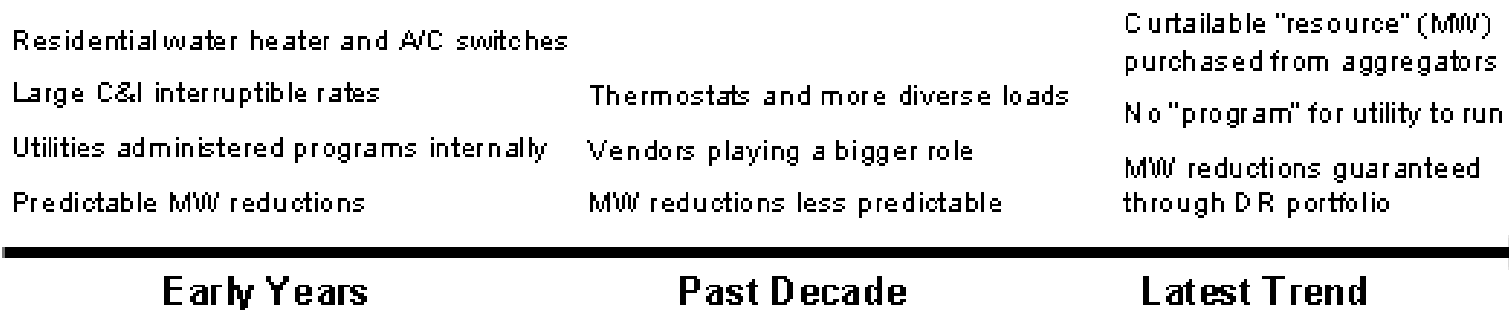 Residential water heater and A/C switches
Large C&I interruptible rates
Utilities administered programs internally
Predictable MW reductions
Thermostats and more diverse loads
Vendors playing a bigger role
MW reductions less predictable
Curtailable "resource" (MW)
purchased from aggregators
No "program" for utility to run
MW reductions guaranteed
through DR portfolio
Early Years
Past Decade
Latest Trend